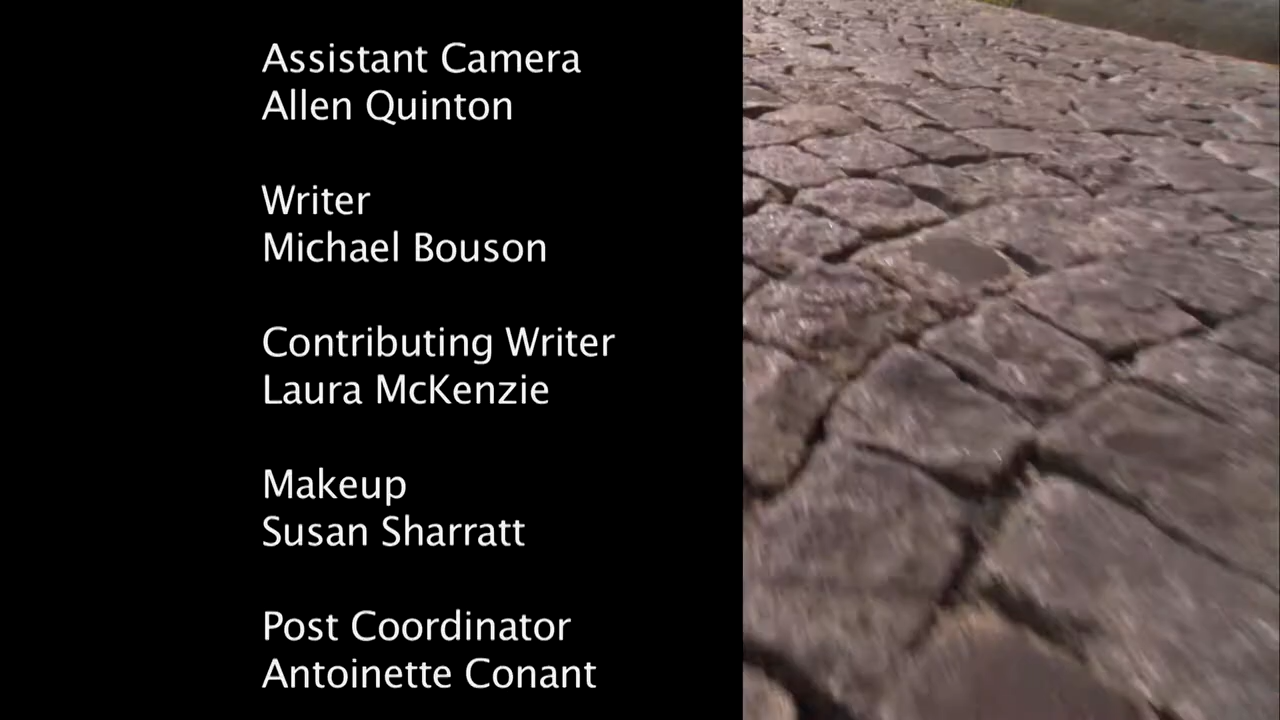 Assistant Camera
Allen Quinton
Writer
Michael Bouson
Contributing Writer
Laura McKenzie
Makeup
Susan Sharratt
Post Coordinator
Antoinette Conant